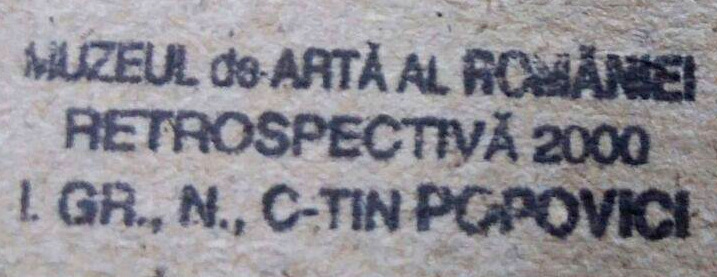 MUZEUL de ARTĂ AL ROMÂNIEI
RETROSPECTIVĂ 2000
I. GR., N., C-TIN POPOVICI